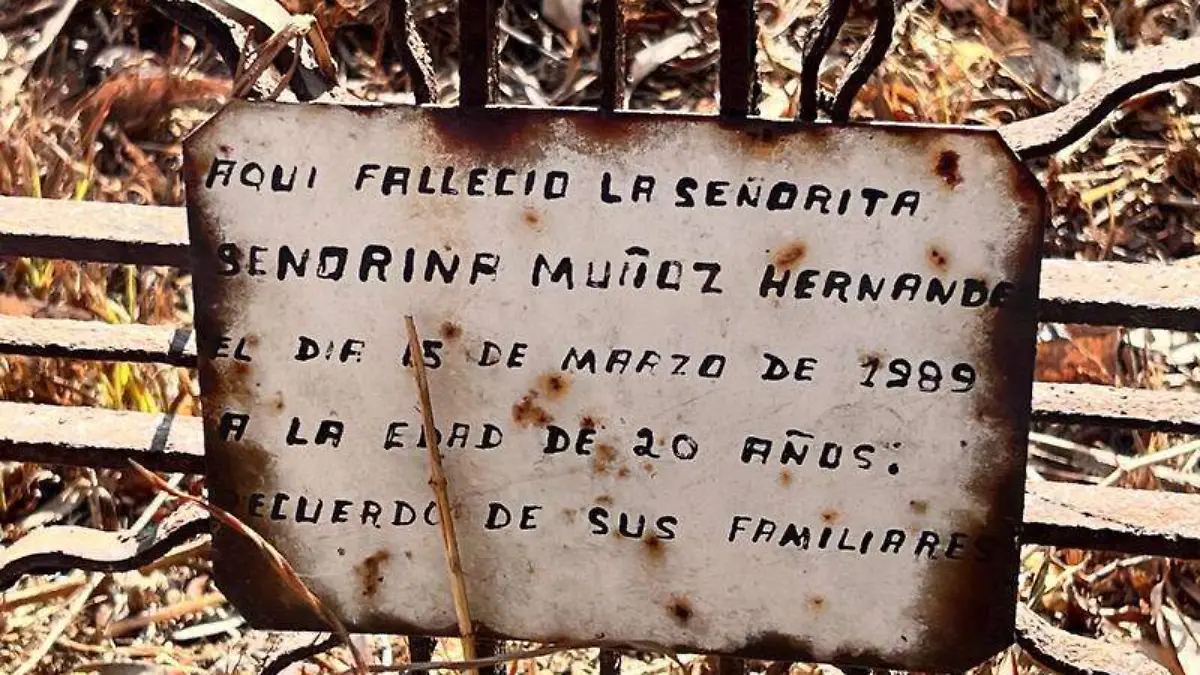 AQUI FALLECIO LA SEÑORITA
SENORINA MUÑOZ HERNANDE
EL DIA 15 DE MARZO DE 1989
A LA EDAD DE 20 AÑOS:
RECUERDO DE SUS FAMILIARES